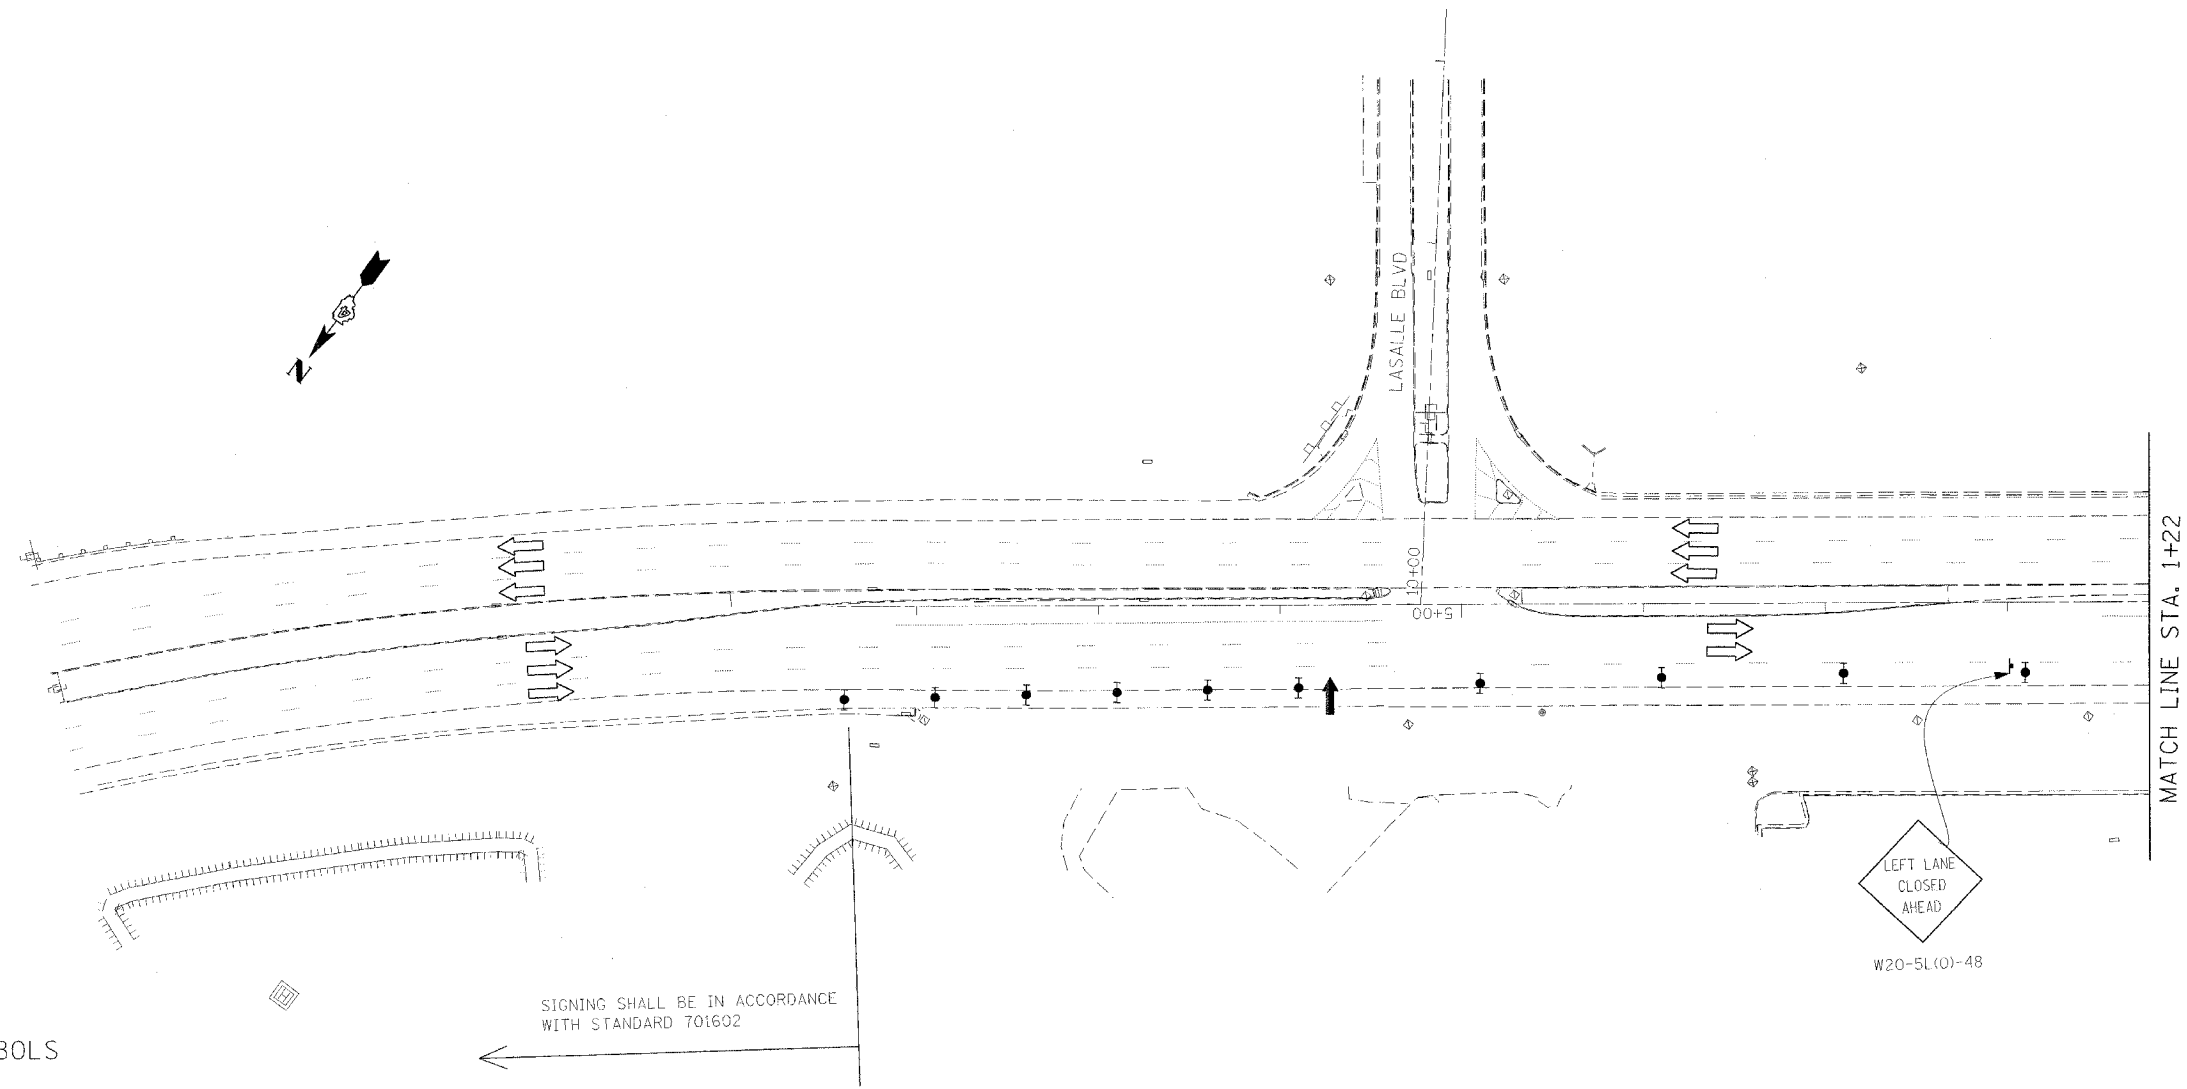 LASALLE BLVD
N
10+00
5+00
MATCH LINE STA. 1+22
LEFT LANE
CLOSED
AHEAD
W20-5L(O)-48
SIGNING SHALL BE IN ACCORDANCE
WITH STANDARD 701602
BOLS
H